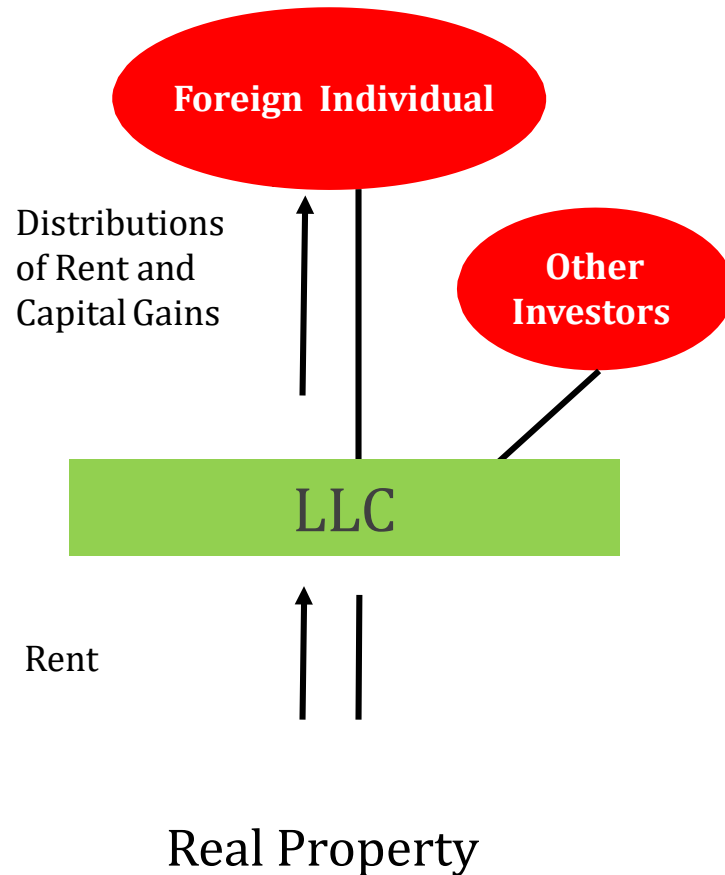 Foreign Individual
Distributions
of Rent and
Capital Gains
Other
Investors
LLC
Rent
Real Property